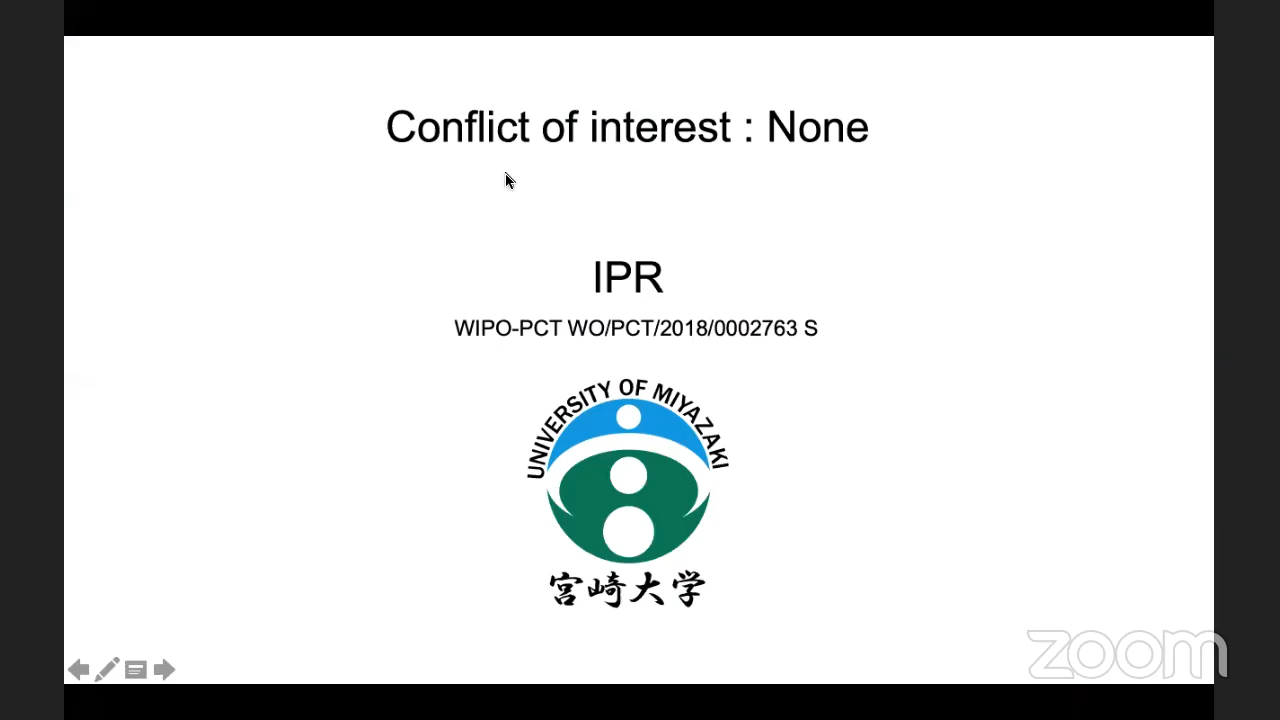 Conflict of interest : None
IPR
WIPO-PCT WO/PCT/2018/0002763 S
UNIVERSITY OF MIYAZAKI
宮崎大学
zoom